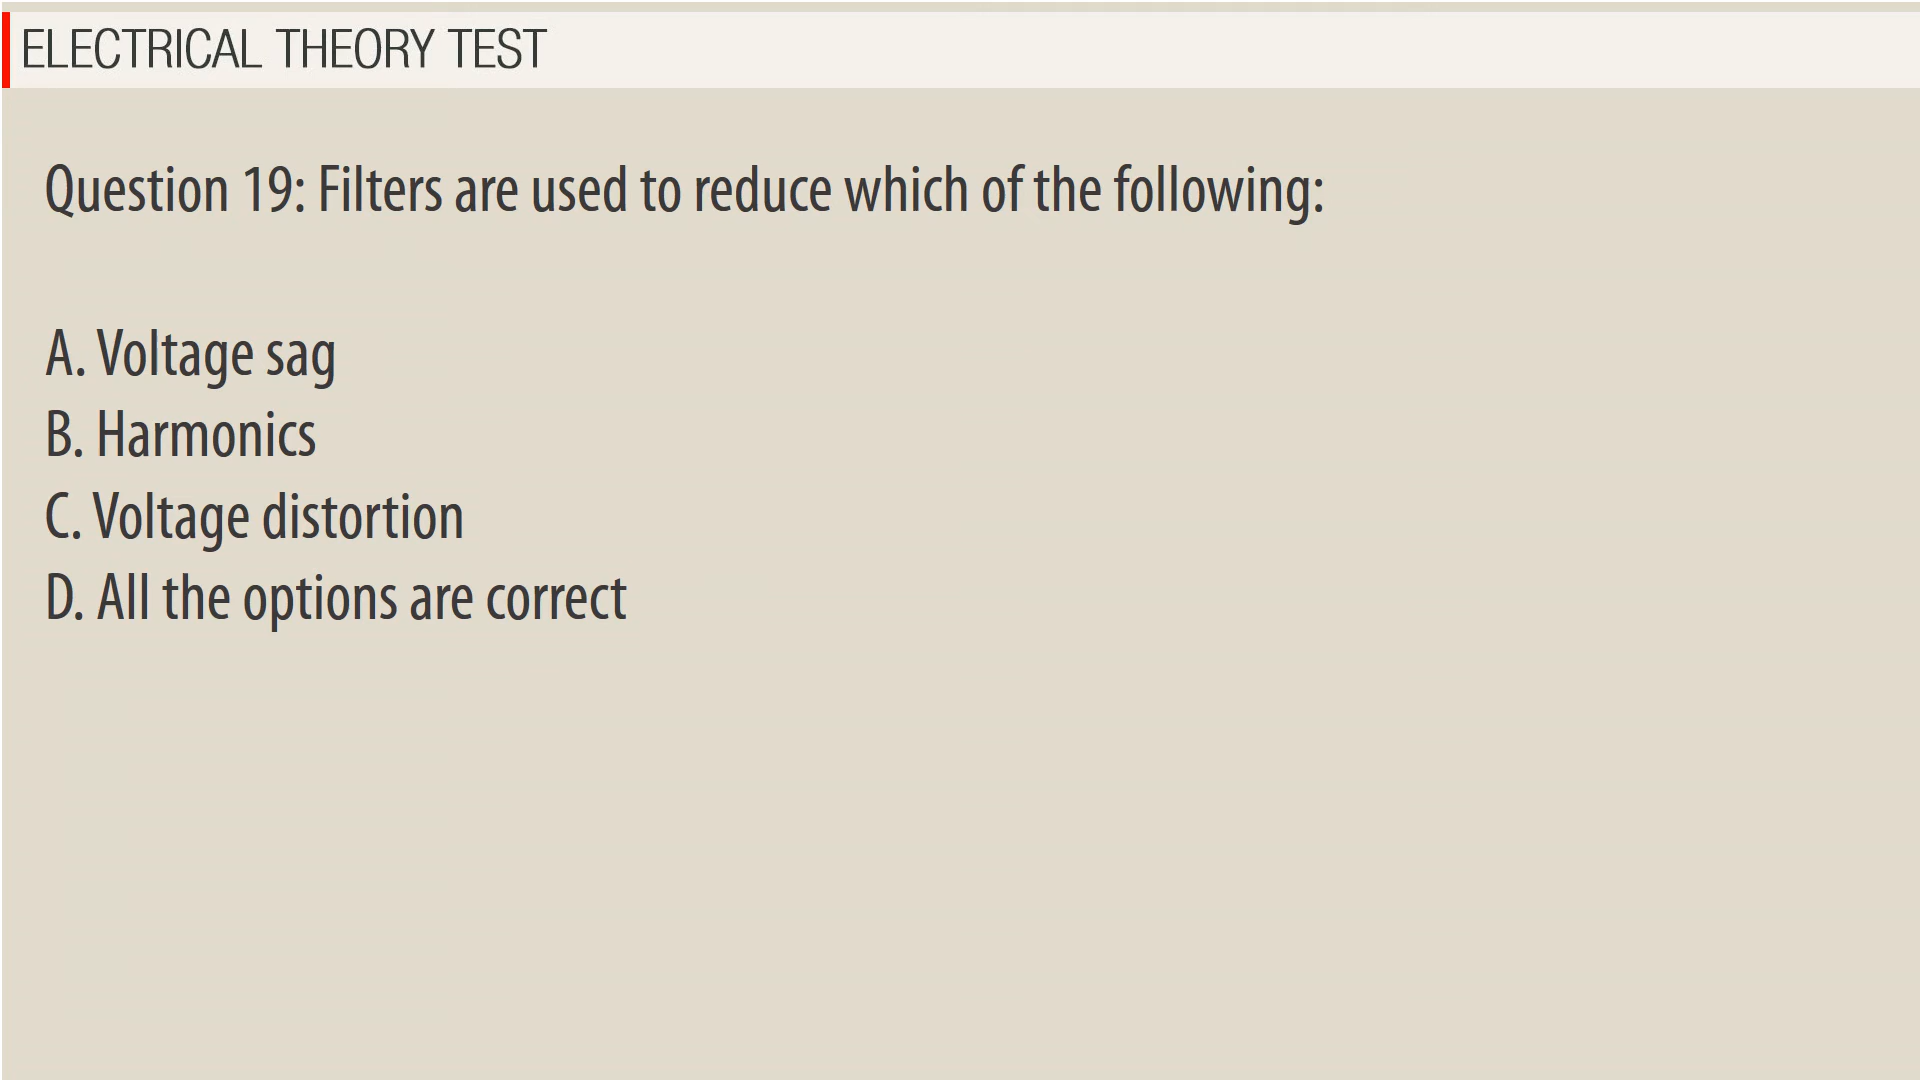 ELECTRICAL THEORY TEST
Question 19: Filters are used to reduce which of the following:
A. Voltage sag
B. Harmonics
C. Voltage distortion
D. All the options are correct